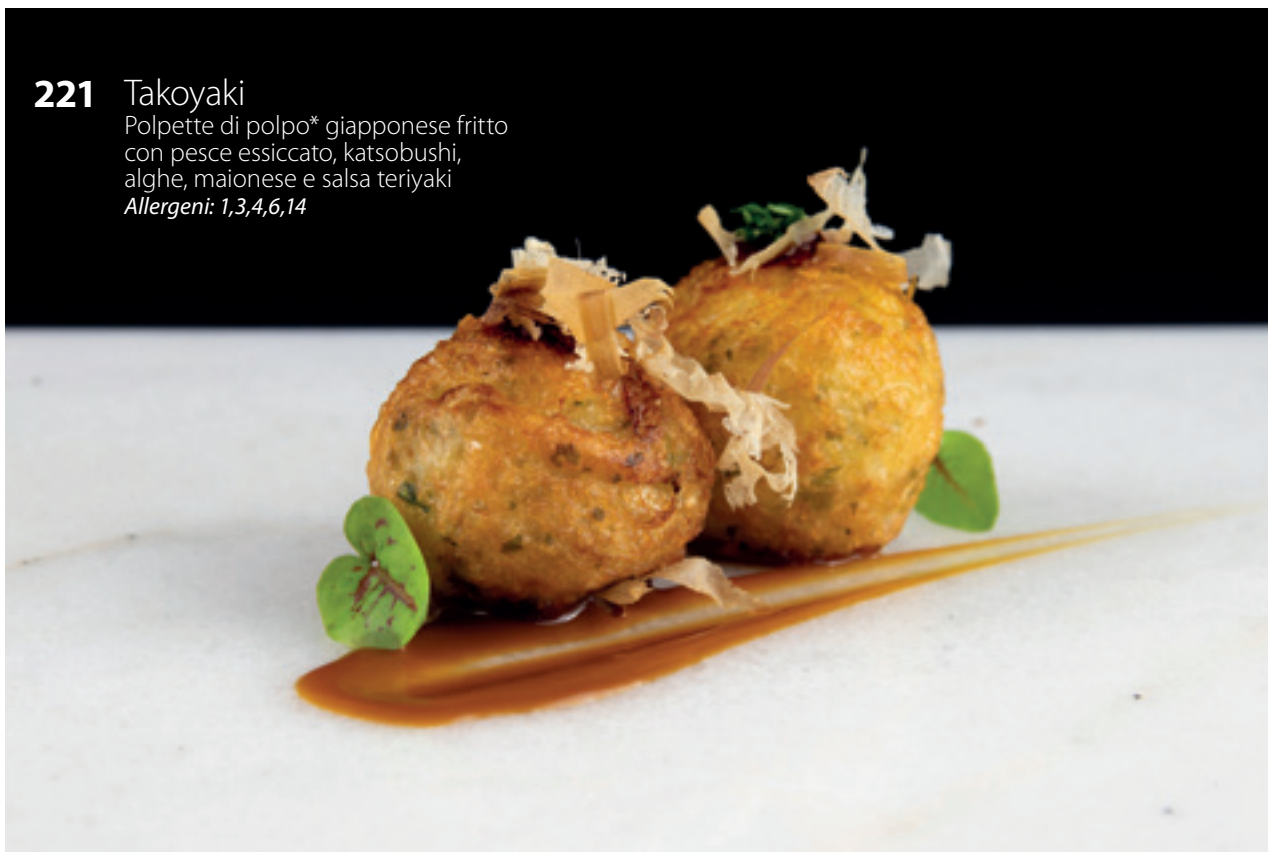 221 Takoyaki
Polpette di polpo* giapponese fritto
con pesce essiccato, katsobushi,
alghe, maionese e salsa teriyaki
Allergeni: 1,3,4,6,14